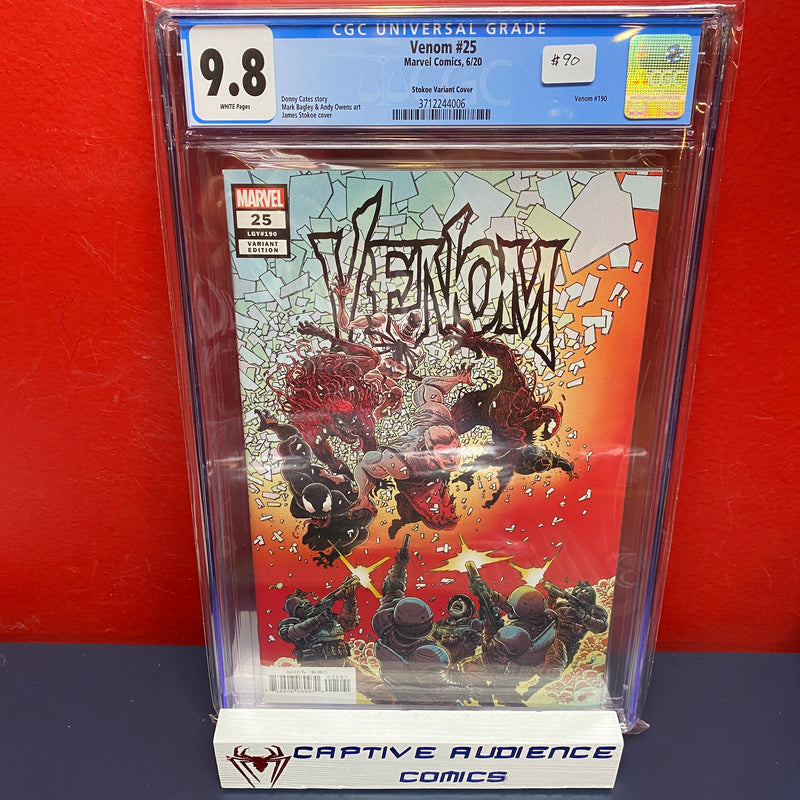 CGC UNIVERSAL GRADE
9.8
WHITE Pages
Venom #25
Marvel Comics, 6/20
Stokoe Variant Cover
3712244006
Donny Cates story
Mark Bagley & Andy Owens art
James Stokoe cover
$90
Venom #190
CGC
MARVEL
25
LGY#190
VARIANT
EDITION
VENOM
RATED T+
CAPTIVE AUDIENCE
COMICS